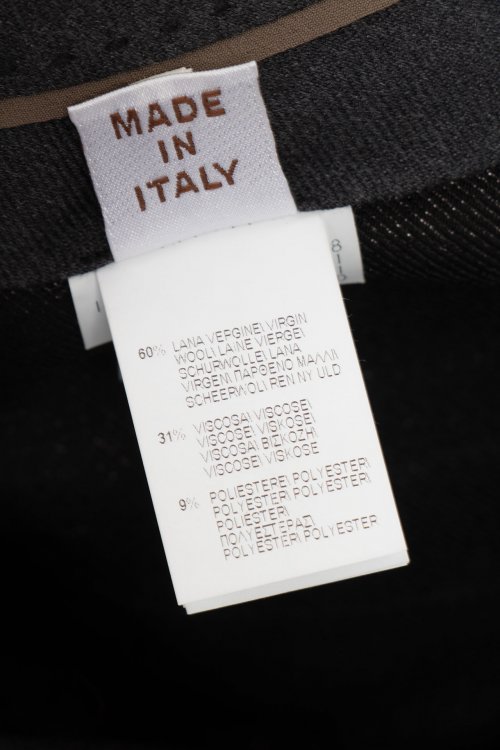 MADE
IN
ITALY
60% LANA VERGINE\ VIRGIN
WOOL\ LAINE VIERGE\
SCHURWOLLE\ LANA
VIRGEN\ ΠΑΡΘΕΝΟ ΜΑΛΛΙ\
SCHEERWOL\ REN NY ULD
31% VISCOSA\ VISCOSE\
VISCOSE\ VISKOSE\
VISCOSA\ ΒΙΣΚΟΖΗ\
VISCOSE\ VISKOSE
9% POLIESTERE\ POLYESTER\
POLYESTER\ POLYESTER\
POLIESTER\
ΠΟΛΥΕΣΤΕΡΑΣ\
POLYESTER\ POLYESTER